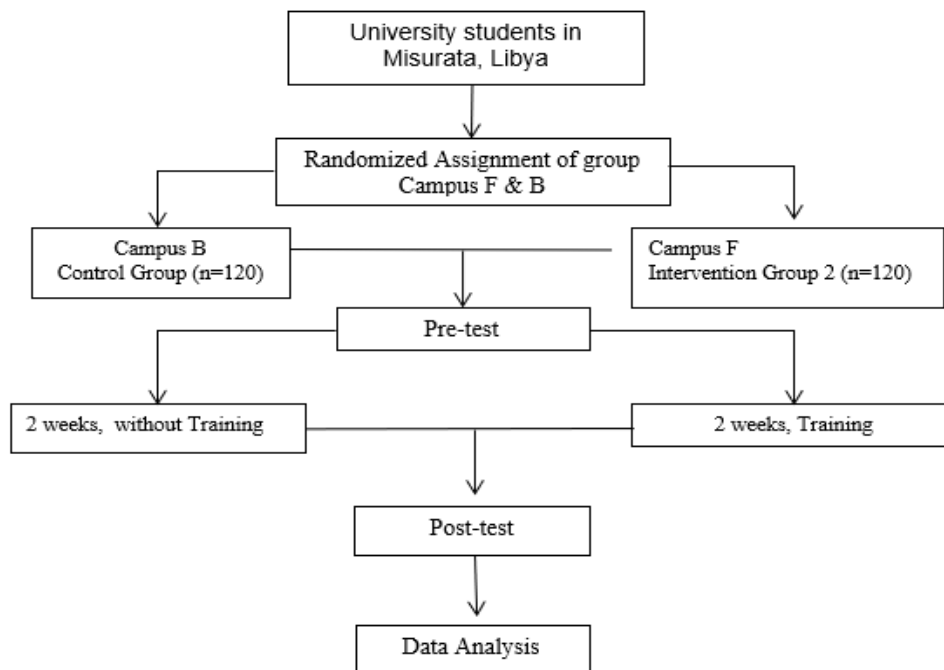 University students in
Misurata, Libya
Randomized Assignment of group
Campus F & B
Campus B
Control Group (n=120)
Campus F
Intervention Group 2 (n=120)
Pre-test
2 weeks,  without Training
2 weeks, Training
Post-test
Data Analysis